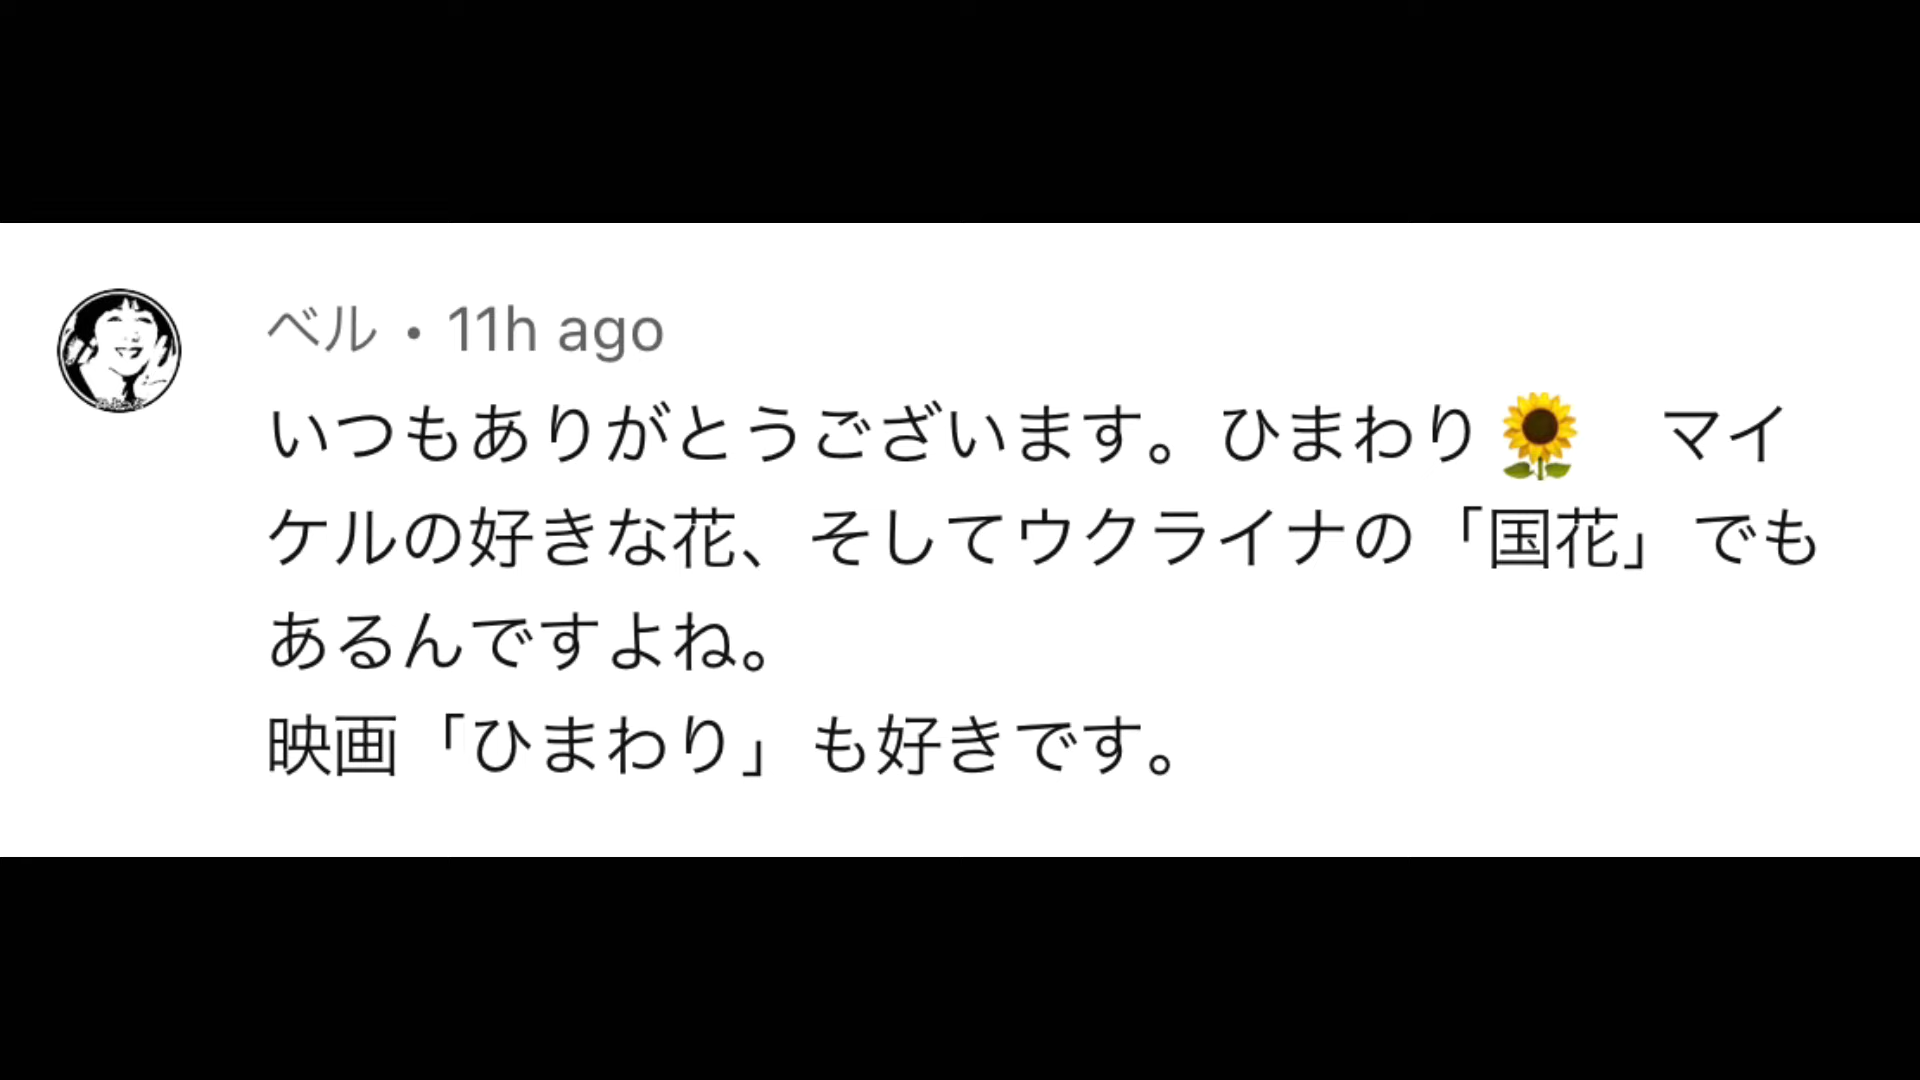 ベル • 11h ago
いつもありがとうございます。ひまわり🌻　マイ
ケルの好きな花、そしてウクライナの「国花」でも
あるんですよね。
映画「ひまわり」も好きです。